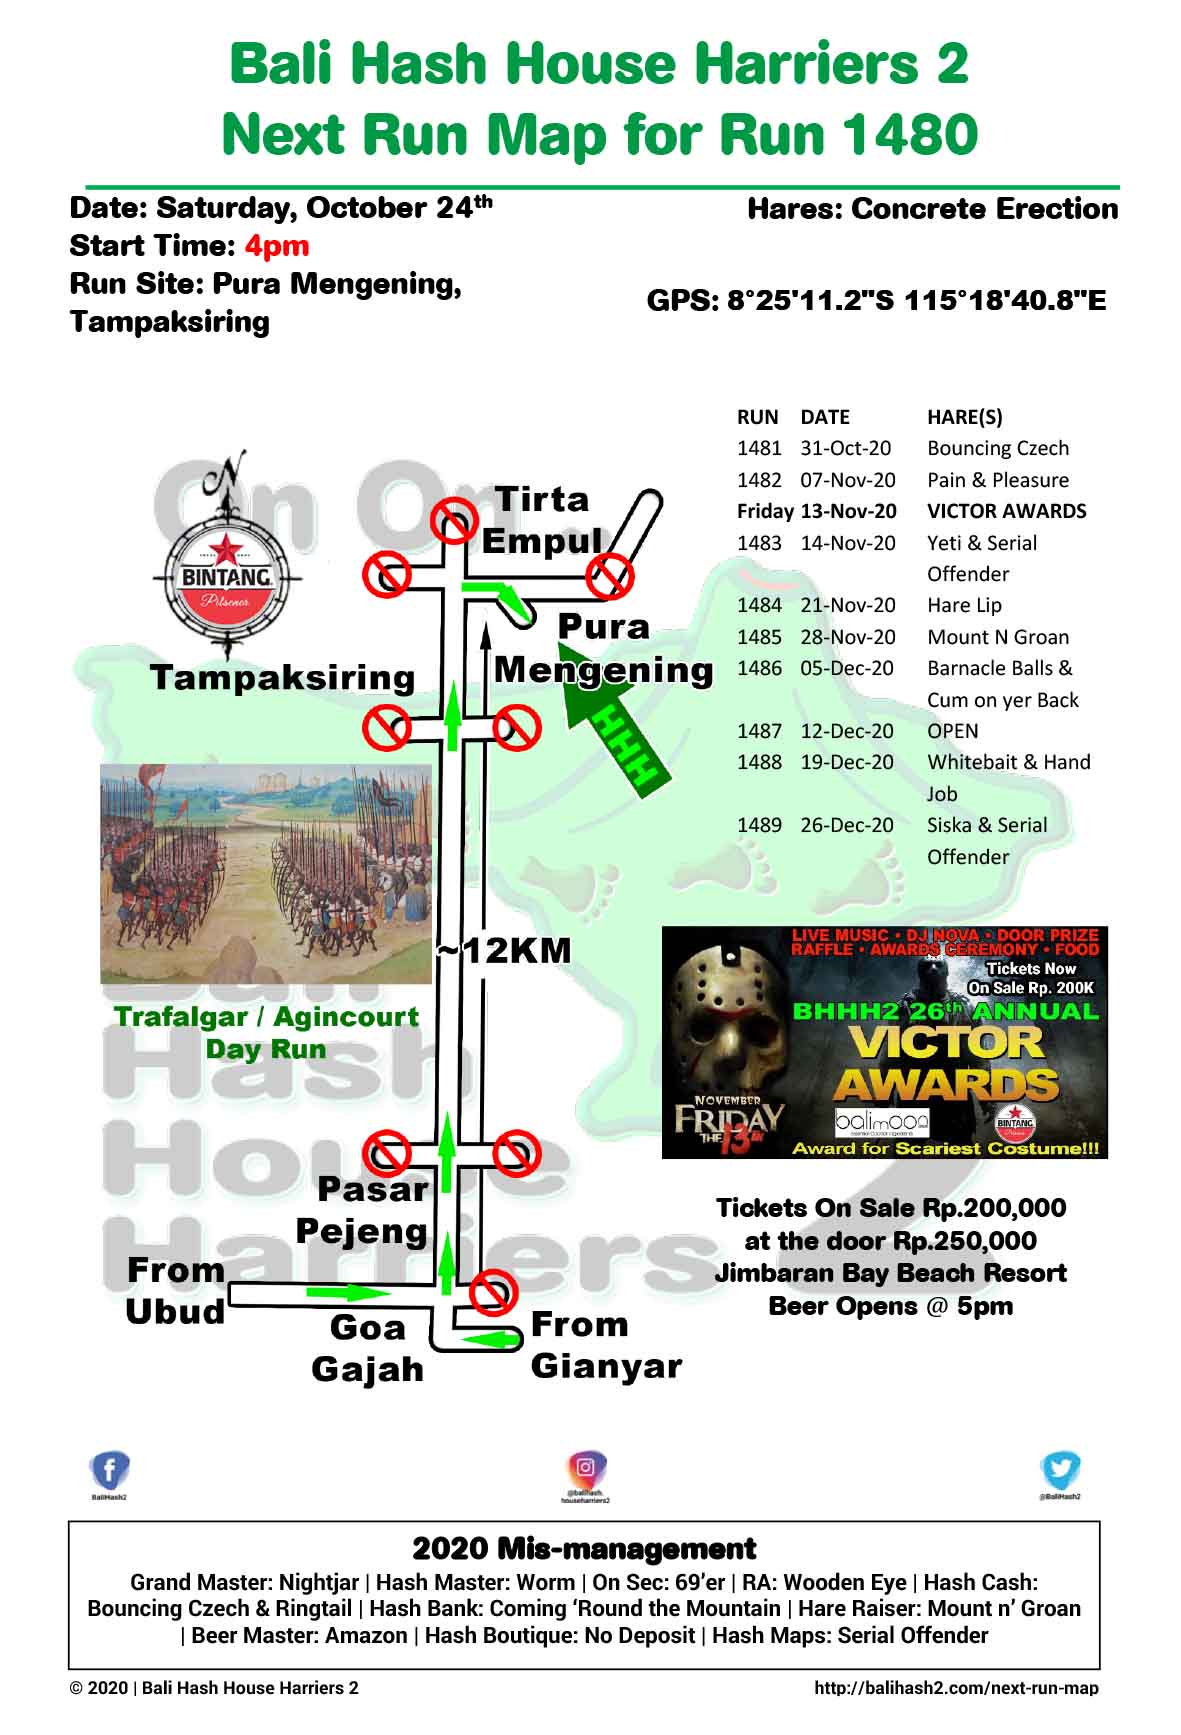 Bali Hash House Harriers 2
Next Run Map for Run 1480
Date: Saturday, October 24th
Hares: Concrete Erection
Start Time: 4pm
Run Site: Pura Mengening,
Tampaksiring
GPS: 8°25'11.2"S 115°18'40.8"E
RUN DATE HARE(S)
1481 31-Oct-20 Bouncing Czech
1482 07-Nov-20 Pain & Pleasure
Friday 13-Nov-20 VICTOR AWARDS
1483 14-Nov-20 Yeti & Serial
Offender
1484 21-Nov-20 Hare Lip
1485 28-Nov-20 Mount N Groan
1486 05-Dec-20 Barnacle Balls &
Cum on yer Back
1487 12-Dec-20 OPEN
1488 19-Dec-20 Whitebait & Hand
Job
1489 26-Dec-20 Siska & Serial
Offender
On On...
N
BINTANG
Pilsener
Tirta
Empul
Pura
Mengening
Tampaksiring
HHH
~12KM
Trafalgar / Agincourt
Day Run
Bali
Hash
House
Harriers 2
Pasar
Pejeng
From
Ubud
Goa
Gajah
From
Gianyar
LIVE MUSIC • DJ NOVA • DOOR PRIZE
RAFFLE • AWARDS CEREMONY • FOOD
Tickets Now
On Sale Rp. 200K
BHHH2 26th ANNUAL
VICTOR
AWARDS
NOVEMBER
FRIDAY
THE 13TH
balimoon
BINTANG
Award for Scariest Costume!!!
Tickets On Sale Rp.200,000
at the door Rp.250,000
Jimbaran Bay Beach Resort
Beer Opens @ 5pm
BaliHash2
@balihash
househarriers2
@BaliHash2
2020 Mis-management
Grand Master: Nightjar | Hash Master: Worm | On Sec: 69’er | RA: Wooden Eye | Hash Cash:
Bouncing Czech & Ringtail | Hash Bank: Coming ‘Round the Mountain | Hare Raiser: Mount n’ Groan
| Beer Master: Amazon | Hash Boutique: No Deposit | Hash Maps: Serial Offender
© 2020 | Bali Hash House Harriers 2
http://balihash2.com/next-run-map